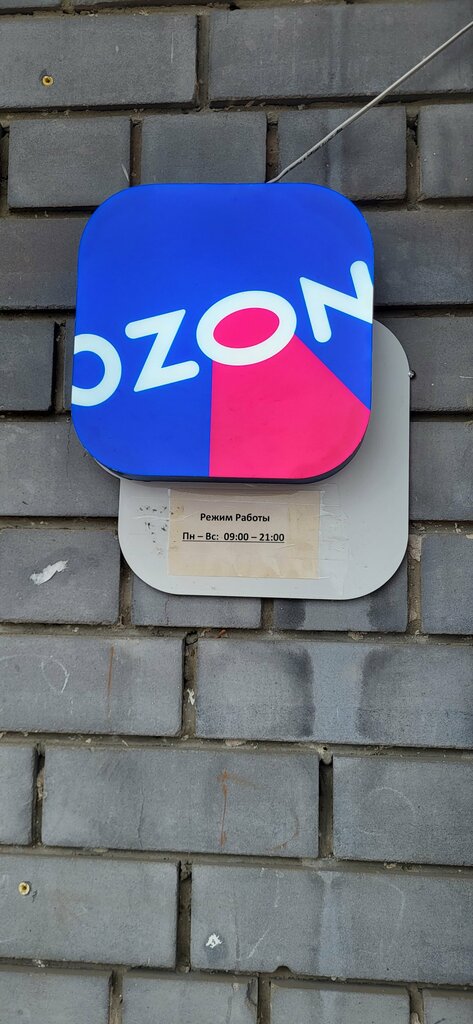 OZON
Режим Работы
Пн – Вс: 09:00 – 21:00